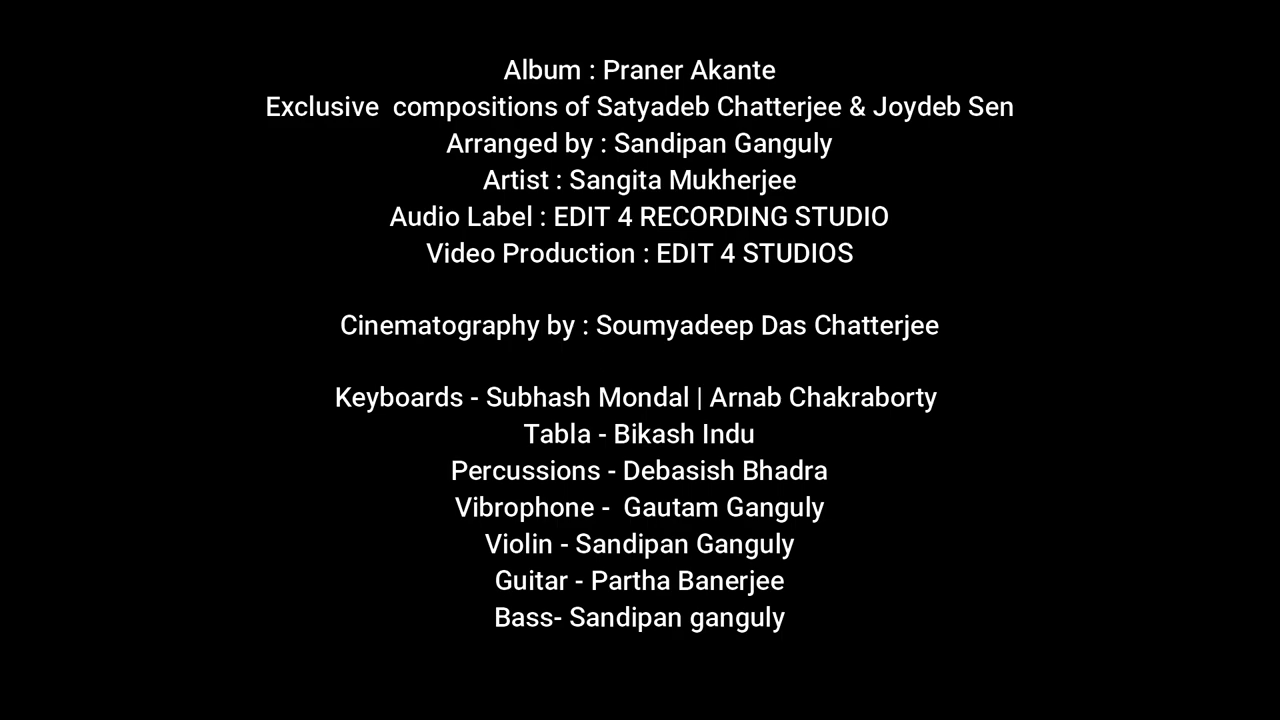 Album : Praner Akante
Exclusive  compositions of Satyadeb Chatterjee & Joydeb Sen
Arranged by : Sandipan Ganguly
Artist : Sangita Mukherjee
Audio Label : EDIT 4 RECORDING STUDIO
Video Production : EDIT 4 STUDIOS
Cinematography by : Soumyadeep Das Chatterjee
Keyboards - Subhash Mondal | Arnab Chakraborty
Tabla - Bikash Indu
Percussions - Debasish Bhadra
Vibrophone -  Gautam Ganguly
Violin - Sandipan Ganguly
Guitar - Partha Banerjee
Bass- Sandipan ganguly